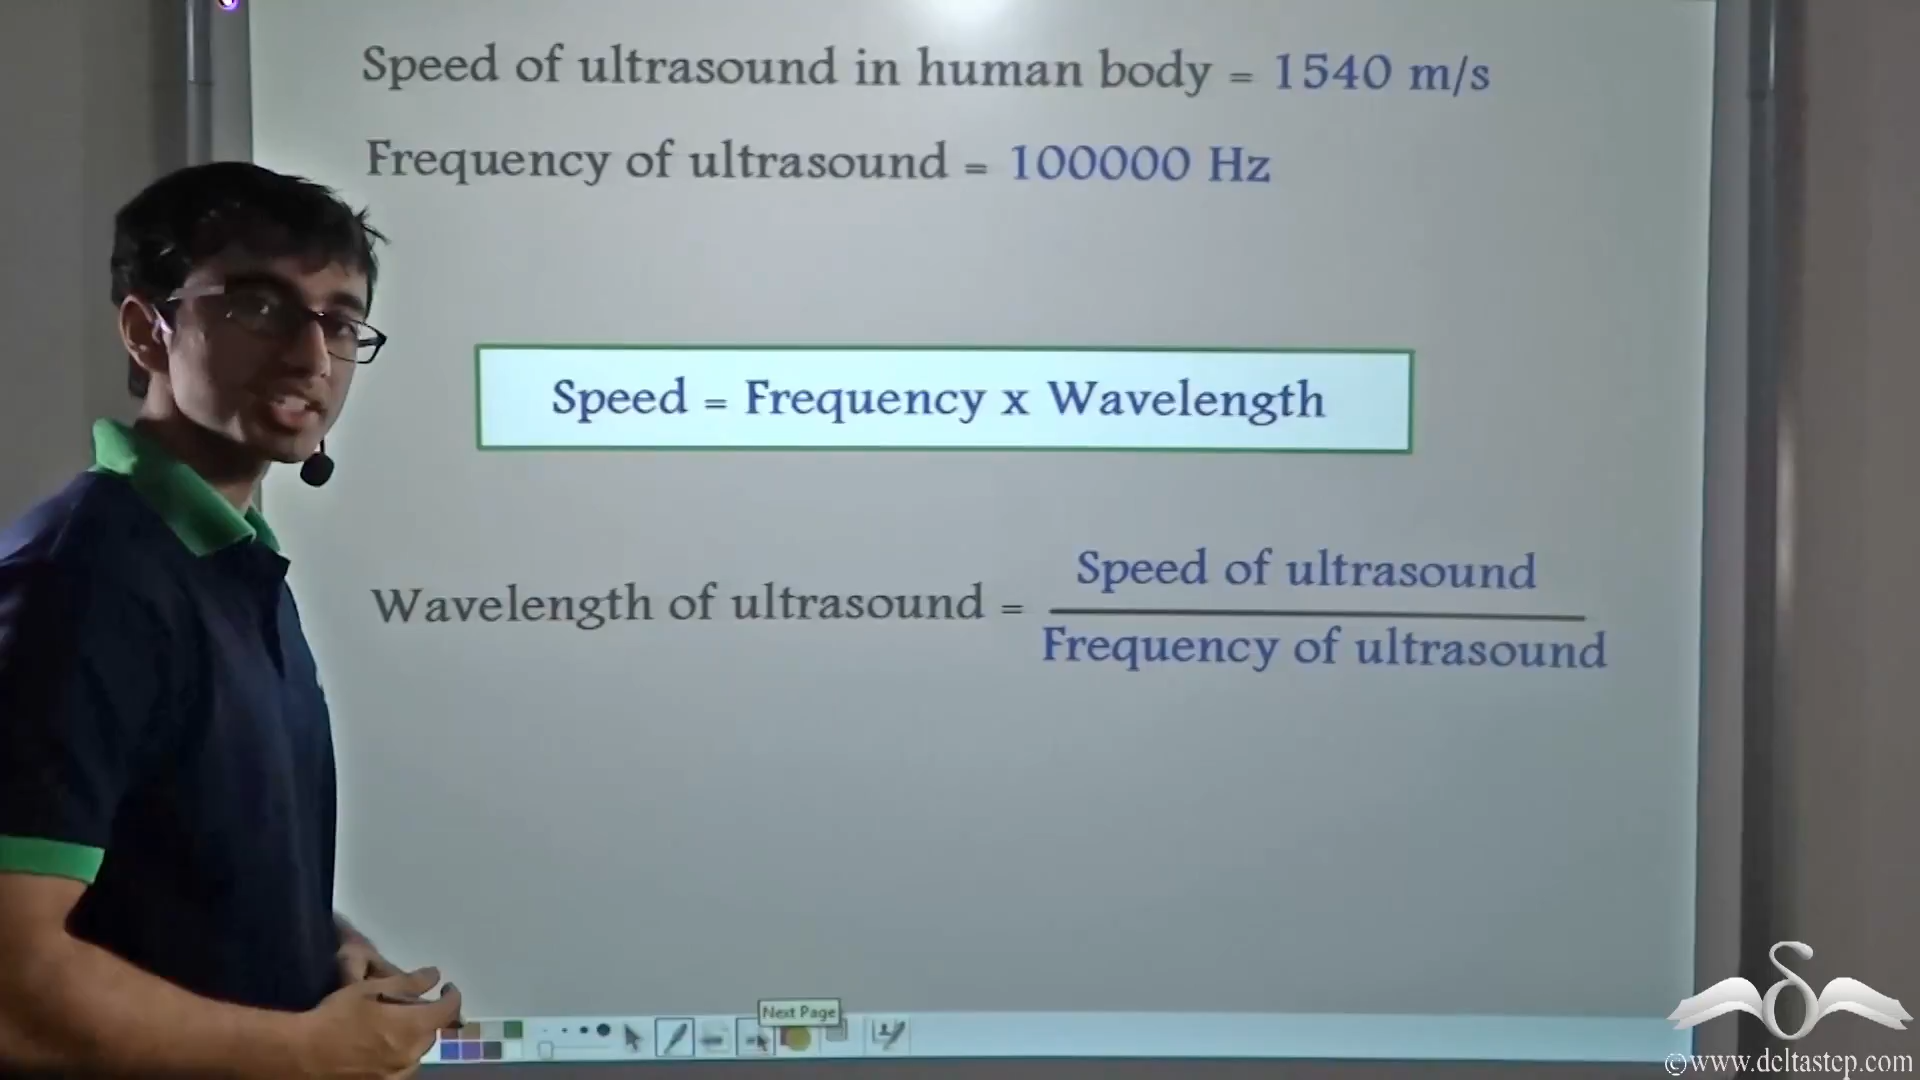 Speed of ultrasound in human body = 1540 m/s
Frequency of ultrasound = 100000 Hz
Speed = Frequency x Wavelength
Wavelength of ultrasound = Speed of ultrasound
Frequency of ultrasound
Next Page
©www.deltastep.com